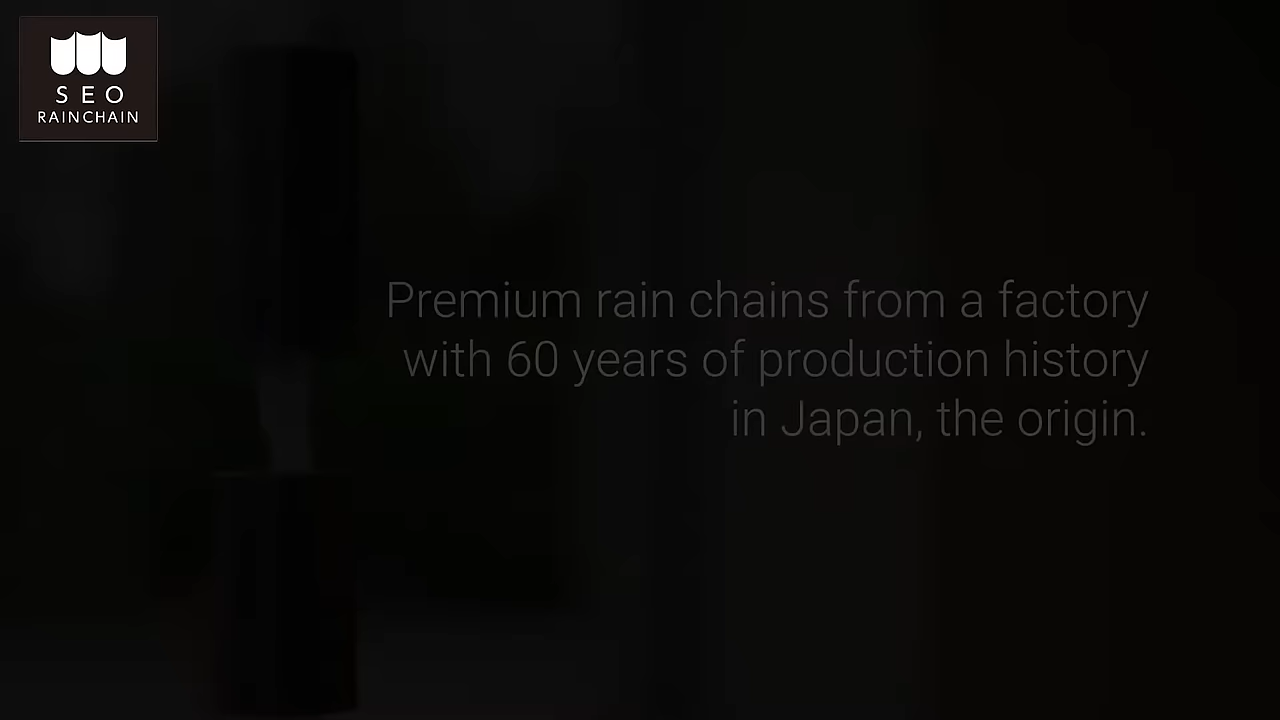 SEO
RAINCHAIN
Premium rain chains from a factory
with 60 years of production history
in Japan, the origin.